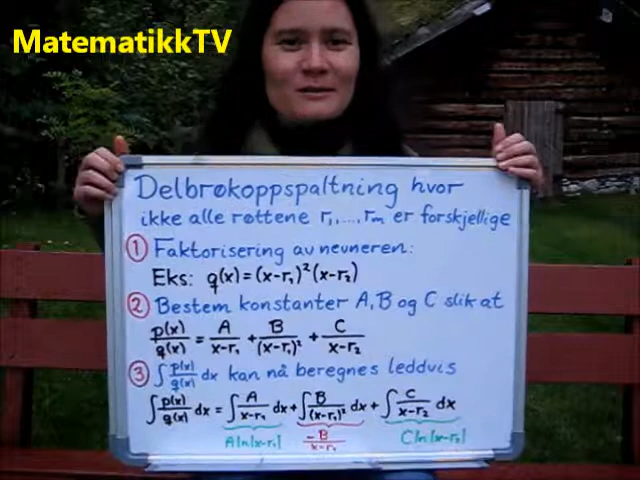 MatematikkTV
Delbrøkoppspaltning hvor
ikke alle røttene r₁,...,rₘ er forskjellige
① Faktorisering av nevneren:
Eks: q(x)=(x-r₁)²(x-r₂)
② Bestem konstanter A, B og C slik at
p(x)/q(x) = A/(x-r₁) + B/(x-r₁)² + C/(x-r₂)
③ ∫ p(x)/q(x) dx kan nå beregnes leddvis
∫ p(x)/q(x) dx = ∫ A/(x-r₁) dx + ∫ B/(x-r₁)² dx + ∫ C/(x-r₂) dx
A ln|x-r₁| -B/(x-r₁) C ln|x-r₂|